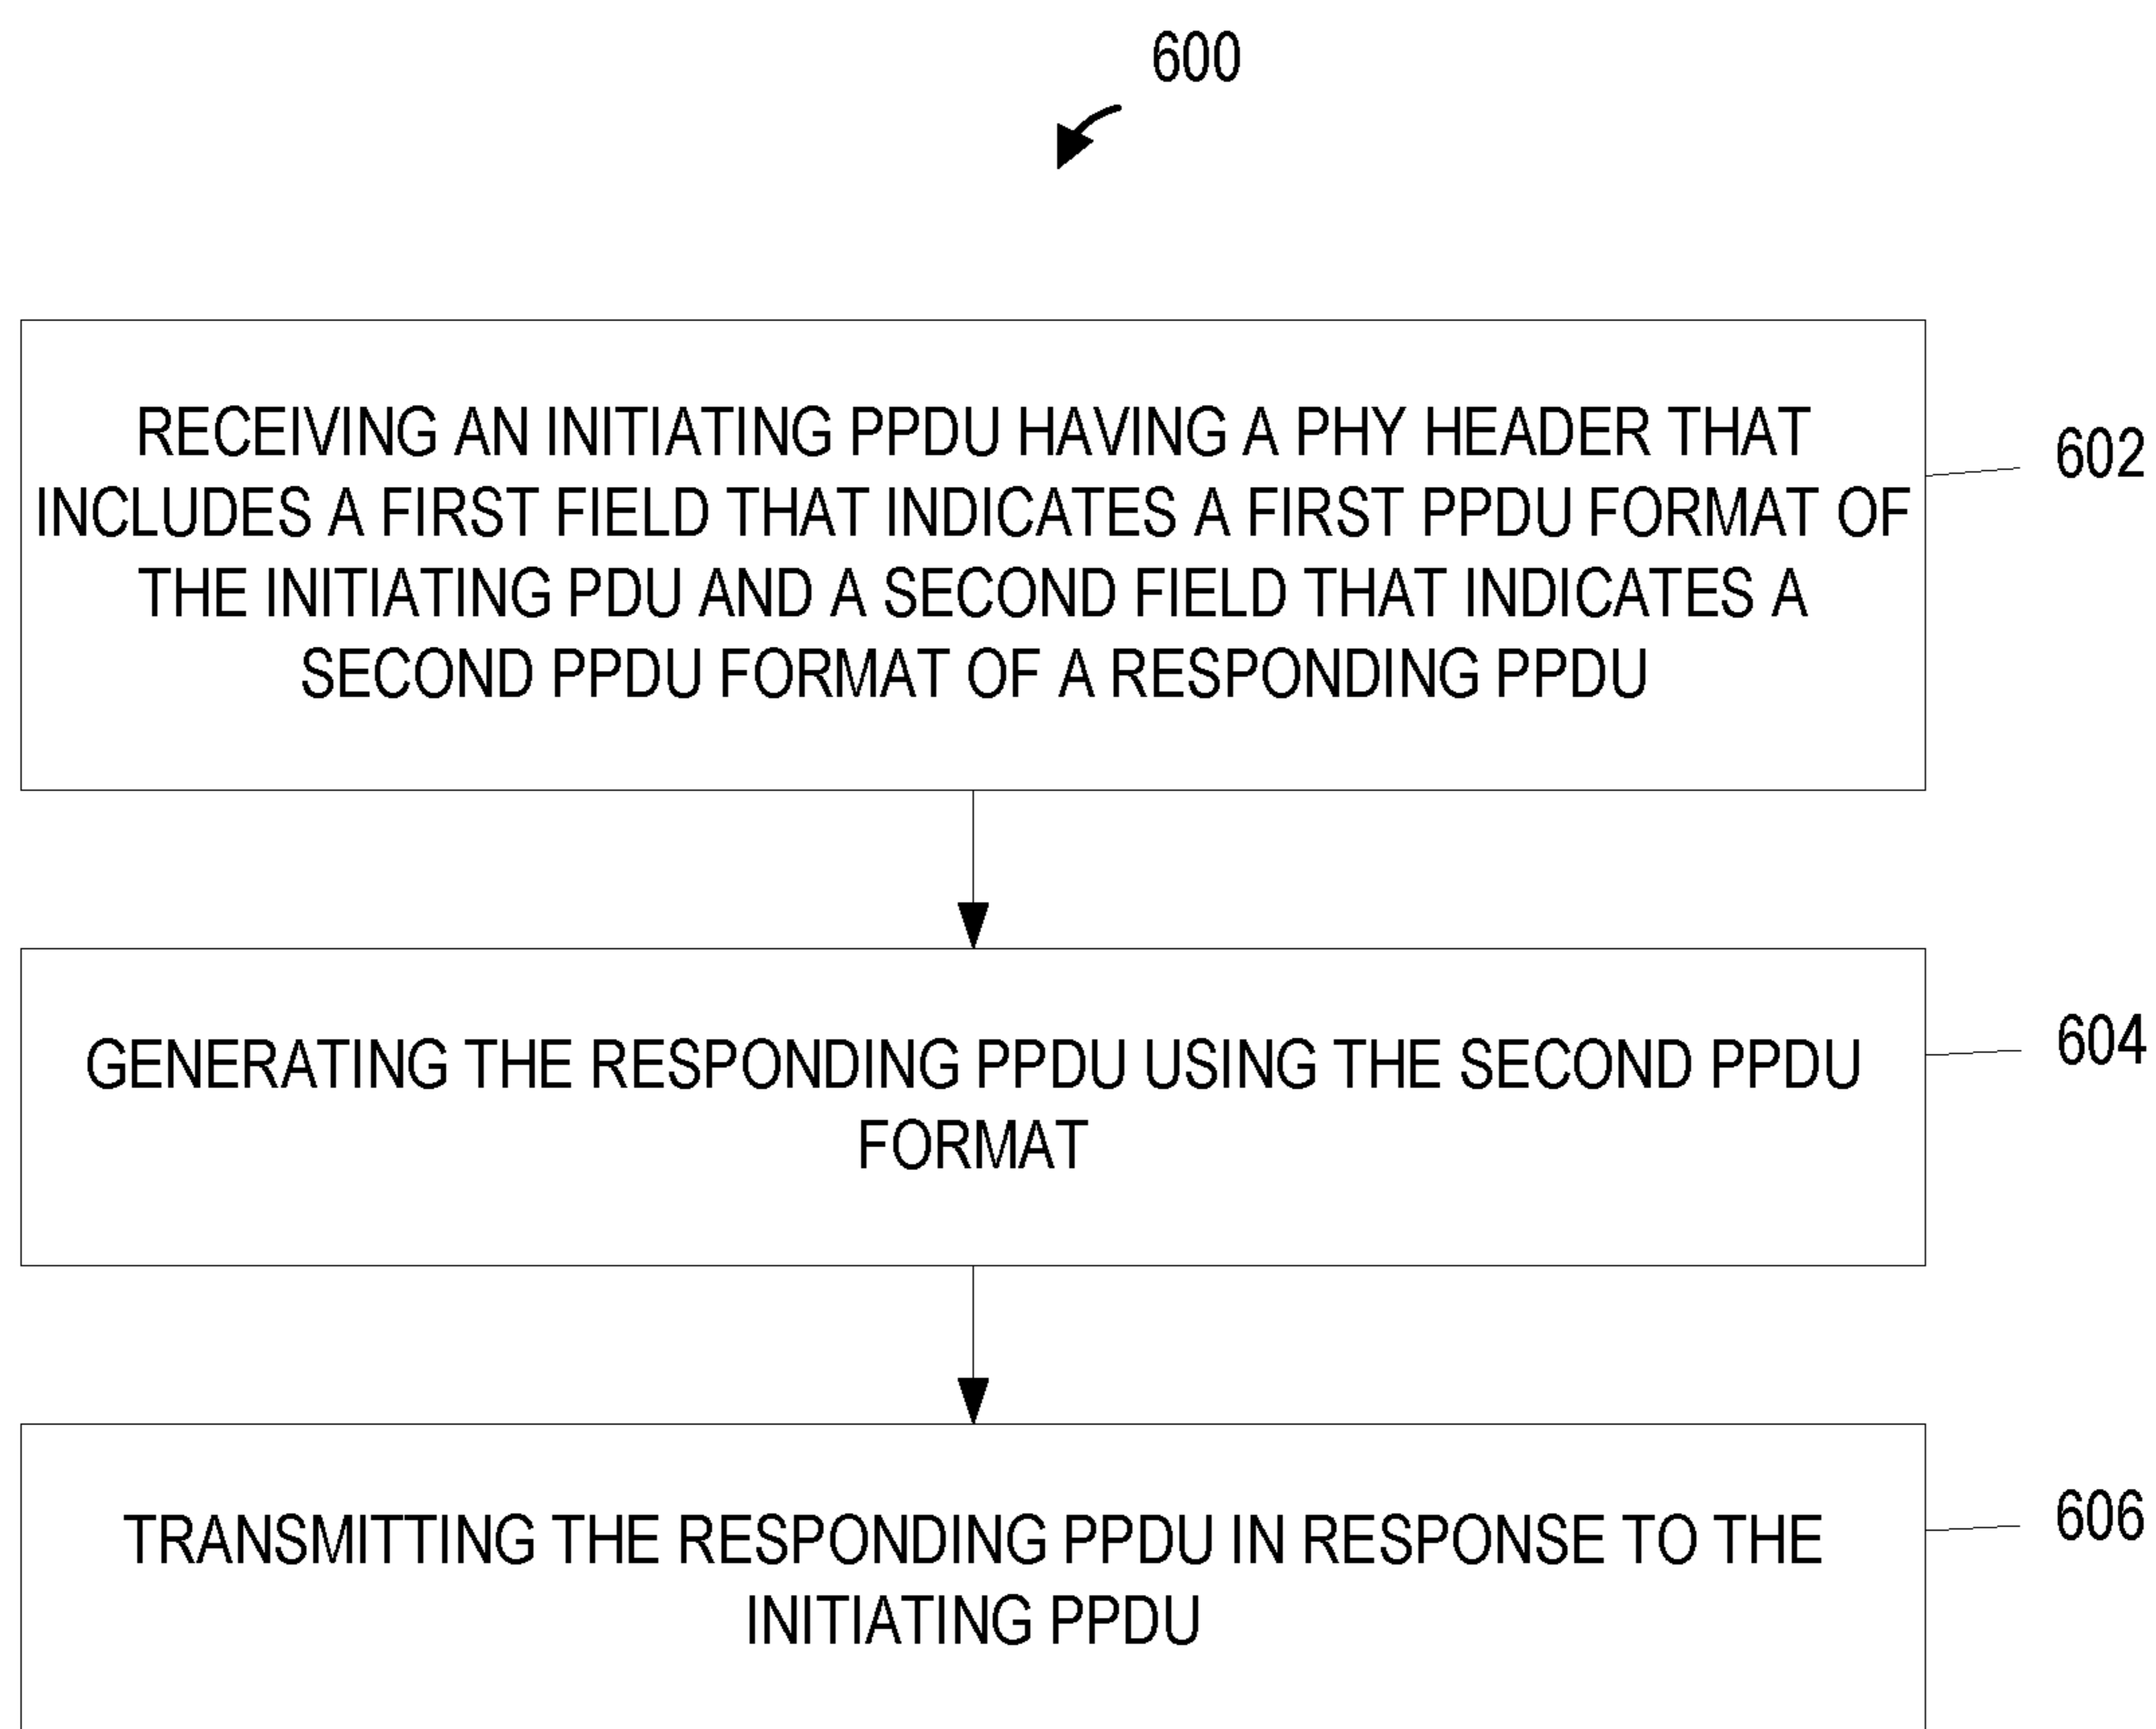 600
RECEIVING AN INITIATING PPDU HAVING A PHY HEADER THAT
INCLUDES A FIRST FIELD THAT INDICATES A FIRST PPDU FORMAT OF
THE INITIATING PDU AND A SECOND FIELD THAT INDICATES A
SECOND PPDU FORMAT OF A RESPONDING PPDU
602
GENERATING THE RESPONDING PPDU USING THE SECOND PPDU
FORMAT
604
TRANSMITTING THE RESPONDING PPDU IN RESPONSE TO THE
INITIATING PPDU
606